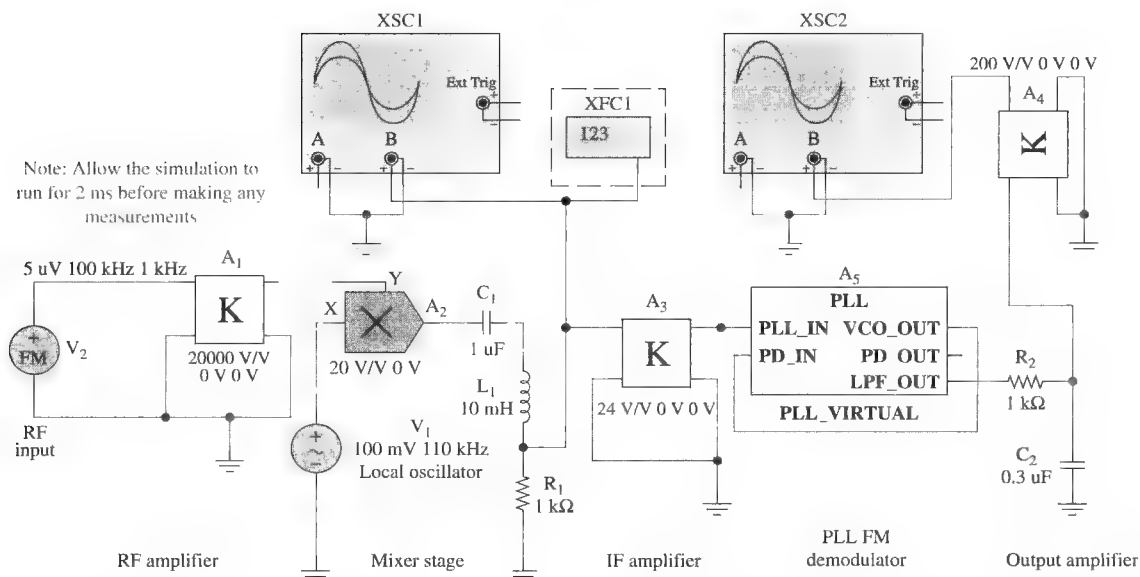 XSC1
XSC2
Ext Trig
+
−
A
B
+
−
+
−
XFC1
123
Ext Trig
+
−
A
B
+
−
+
−
200 V/V 0 V 0 V
A4
K
Note: Allow the simulation to
run for 2 ms before making any
measurements
5 uV 100 kHz 1 kHz
A1
K
20000 V/V
0 V 0 V
+
FM
V2
RF
input
Y
X
A2
20 V/V 0 V
C1
1 uF
L1
10 mH
+
−
V1
100 mV 110 kHz
Local oscillator
R1
1 kΩ
A3
K
24 V/V 0 V 0 V
A5
PLL
PLL_IN VCO_OUT
PD_IN PD_OUT
LPF_OUT
PLL_VIRTUAL
R2
1 kΩ
C2
0.3 uF
RF amplifier
Mixer stage
IF amplifier
PLL FM
demodulator
Output amplifier